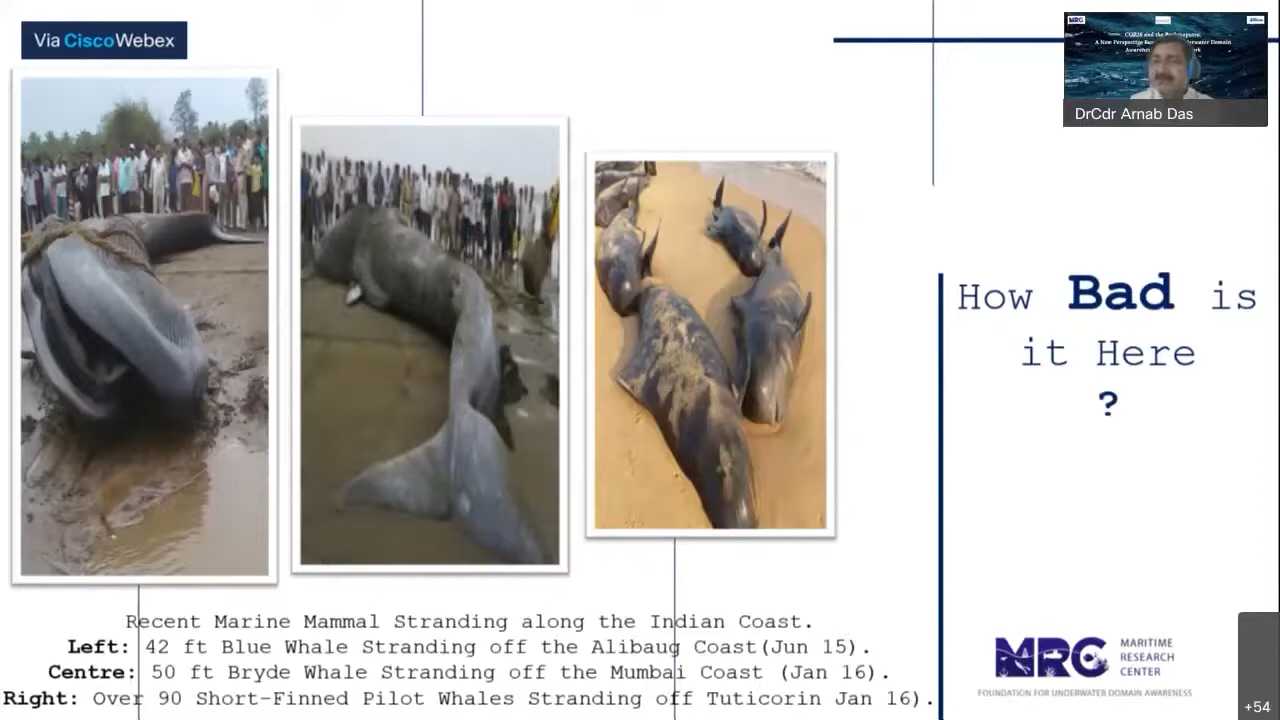 Via CiscoWebex
MRC
DrCdr Arnab Das
How Bad is
it Here
?
Recent Marine Mammal Stranding along the Indian Coast.
Left: 42 ft Blue Whale Stranding off the Alibaug Coast(Jun 15).
Centre: 50 ft Bryde Whale Stranding off the Mumbai Coast (Jan 16).
Right: Over 90 Short-Finned Pilot Whales Stranding off Tuticorin Jan 16).
MRC
MARITIME
RESEARCH
CENTER
FOUNDATION FOR UNDERWATER DOMAIN AWARENESS
+54